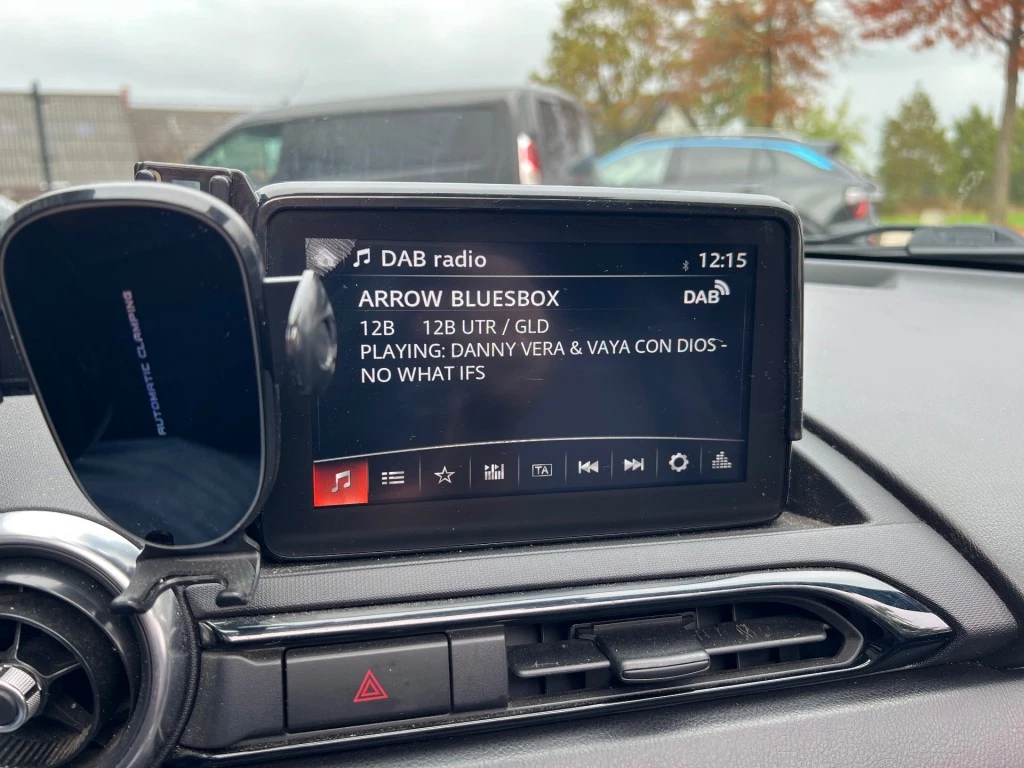 DAB radio 12:15
ARROW BLUESBOX DAB
12B 12B UTR / GLD
PLAYING: DANNY VERA & VAYA CON DIOS -
NO WHAT IFS
TA
AUTOMATIC CLAMPING